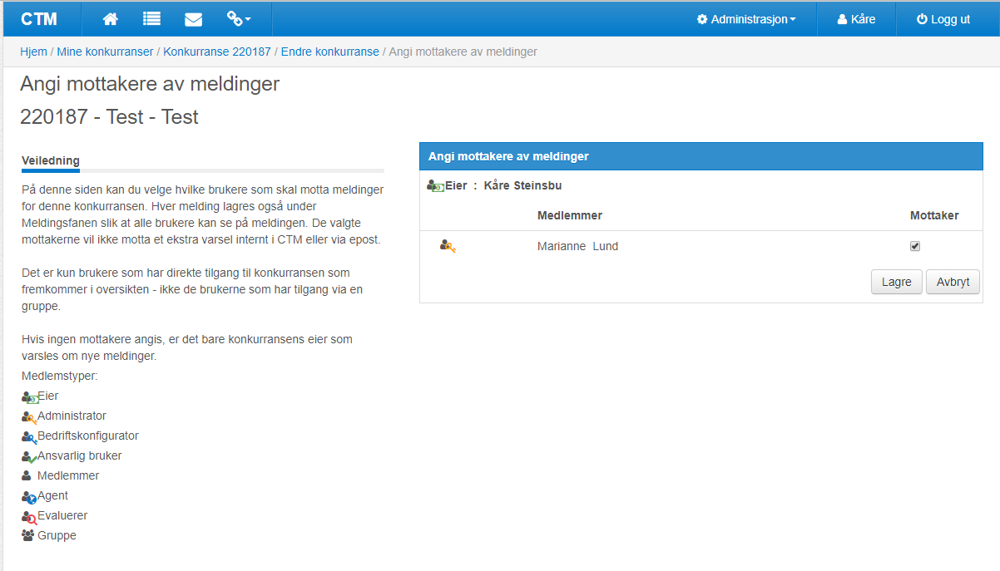 CTM Administrasjon Kåre Logg ut
Hjem / Mine konkurranser / Konkurranse 220187 / Endre konkurranse / Angi mottakere av meldinger
Angi mottakere av meldinger
220187 - Test - Test
Veiledning
På denne siden kan du velge hvilke brukere som skal motta meldinger
for denne konkurransen. Hver melding lagres også under
Meldingsfanen slik at alle brukere kan se på meldingen. De valgte
mottakerne vil ikke motta et ekstra varsel internt i CTM eller via epost.
Det er kun brukere som har direkte tilgang til konkurransen som
fremkommer i oversikten - ikke de brukerne som har tilgang via en
gruppe.
Hvis ingen mottakere angis, er det bare konkurransens eier som
varsles om nye meldinger.
Medlemstyper:
Eier
Administrator
Bedriftskonfigurator
Ansvarlig bruker
Medlemmer
Agent
Evaluerer
Gruppe
Angi mottakere av meldinger
Eier : Kåre Steinsbu
Medlemmer Mottaker
Marianne Lund
Lagre Avbryt